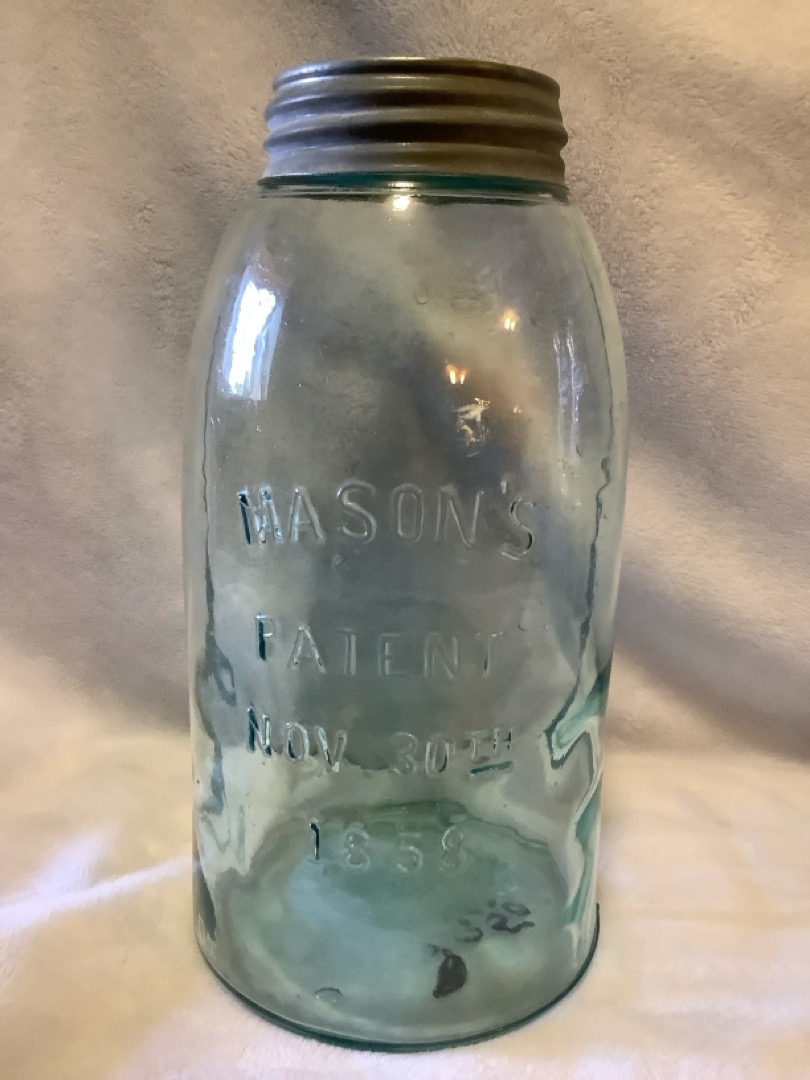 MASON'S
PATENT
NOV 30TH
1858